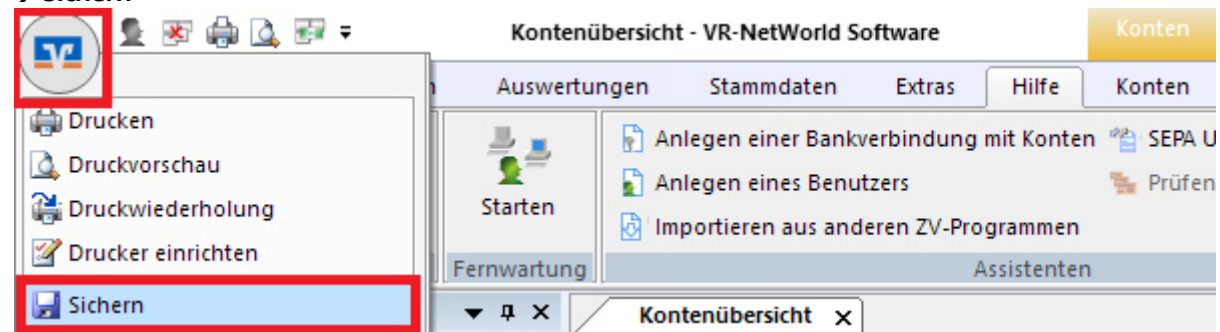 Kontenübersicht - VR-NetWorld Software
Konten
Auswertungen Stammdaten Extras Hilfe Konten
Drucken
Druckvorschau
Druckwiederholung
Drucker einrichten
Sichern
Starten
Fernwartung
Anlegen einer Bankverbindung mit Konten
Anlegen eines Benutzers
Importieren aus anderen ZV-Programmen
SEPA U
Prüfen
Assistenten
Kontenübersicht